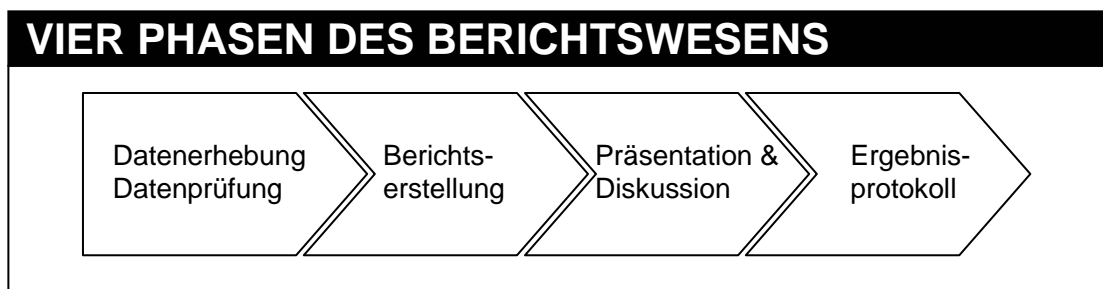 VIER PHASEN DES BERICHTSWESENS
Datenerhebung
Datenprüfung
Berichts-
erstellung
Präsentation &
Diskussion
Ergebnis-
protokoll